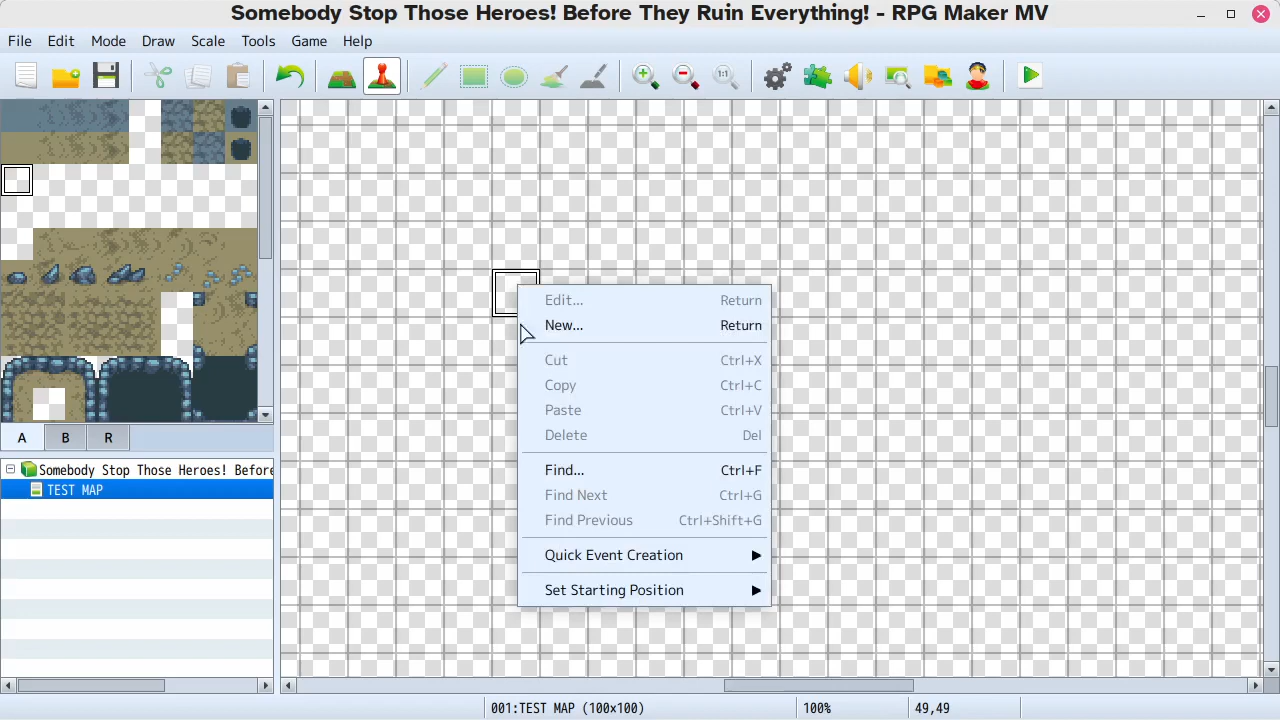 Somebody Stop Those Heroes! Before They Ruin Everything! - RPG Maker MV
File Edit Mode Draw Scale Tools Game Help
1:1
Edit... Return
New... Return
Cut Ctrl+X
Copy Ctrl+C
Paste Ctrl+V
Delete Del
Find... Ctrl+F
Find Next Ctrl+G
Find Previous Ctrl+Shift+G
Quick Event Creation
Set Starting Position
A B R
Somebody Stop Those Heroes! Before
TEST MAP
001:TEST MAP (100x100) 100% 49,49